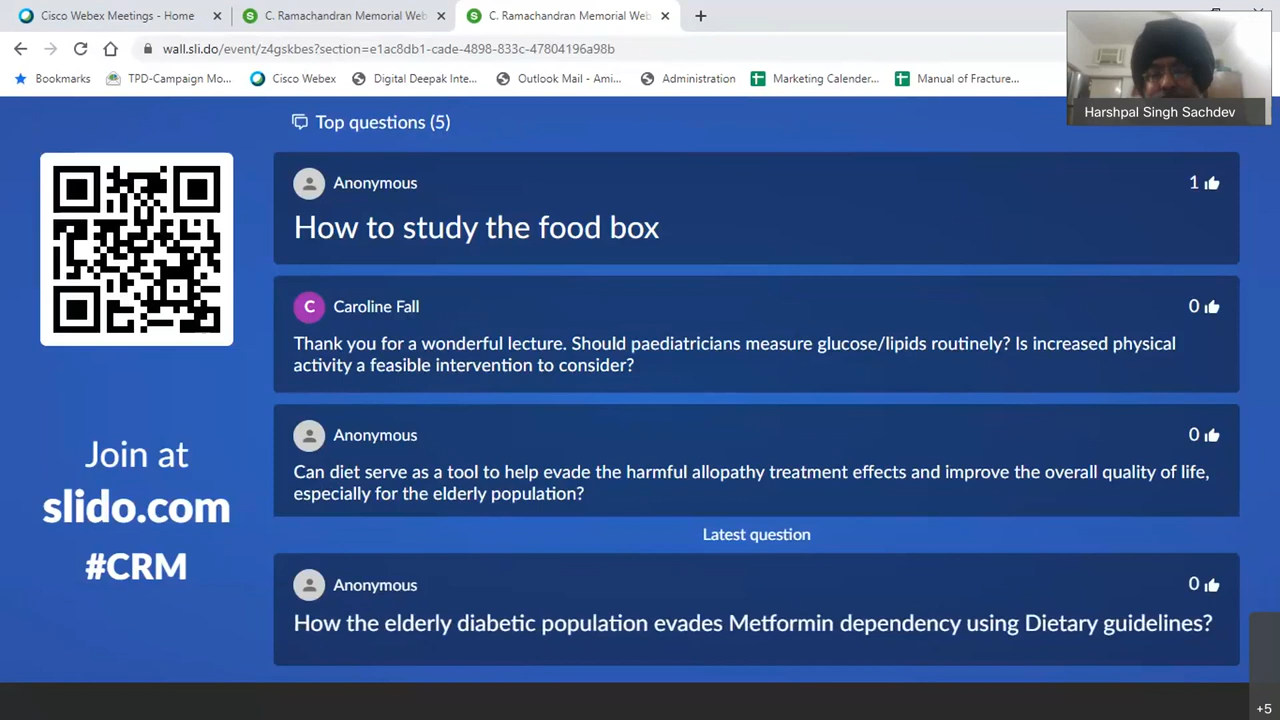 Cisco Webex Meetings - Home
C. Ramachandran Memorial Web
C. Ramachandran Memorial Web
wall.sli.do/event/z4gskbes?section=e1ac8db1-cade-4898-833c-47804196a98b
Bookmarks
TPD-Campaign Mo...
Cisco Webex
Digital Deepak Inte...
Outlook Mail - Ami...
Administration
Marketing Calender...
Manual of Fracture...
Harshpal Singh Sachdev
Top questions (5)
Anonymous
1
How to study the food box
C
Caroline Fall
0
Thank you for a wonderful lecture. Should paediatricians measure glucose/lipids routinely? Is increased physical
activity a feasible intervention to consider?
Anonymous
0
Can diet serve as a tool to help evade the harmful allopathy treatment effects and improve the overall quality of life,
especially for the elderly population?
Latest question
Anonymous
0
How the elderly diabetic population evades Metformin dependency using Dietary guidelines?
Join at
slido.com
#CRM
+5